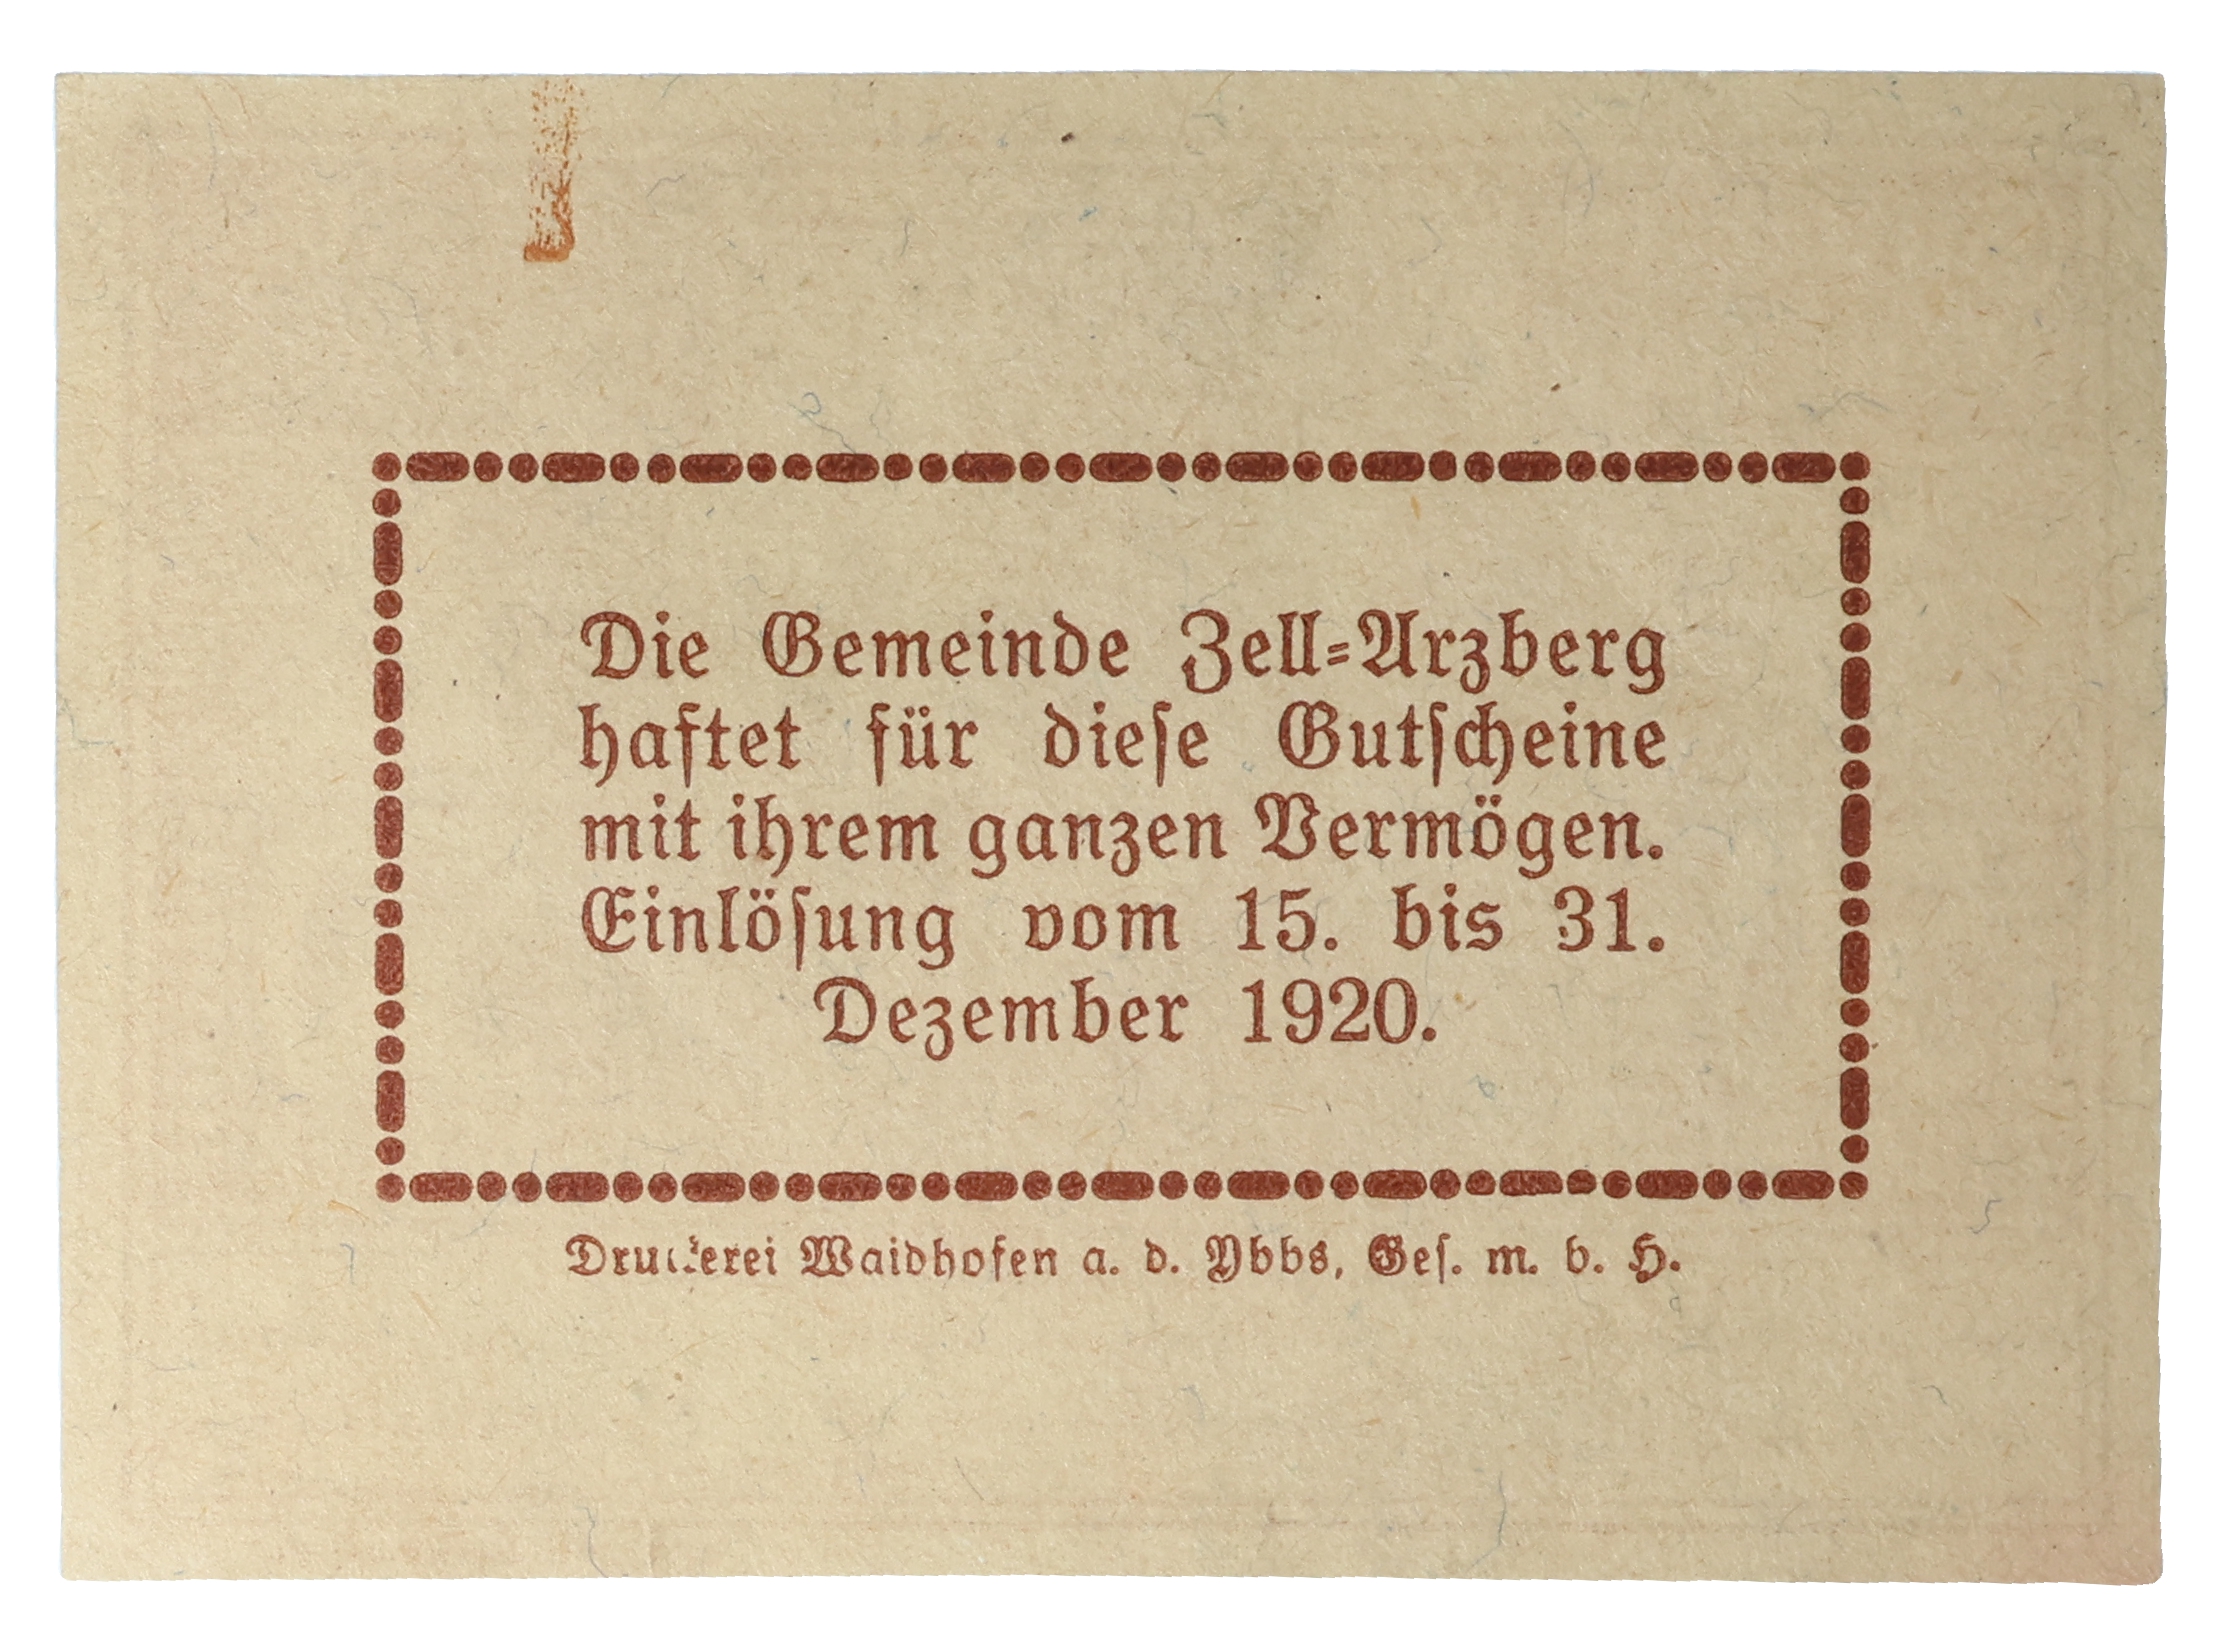 Die Gemeinde Zell=Arzberg
haftet für dieſe Gutſcheine
mit ihrem ganzen Vermögen.
Einlöſung vom 15. bis 31.
Dezember 1920.
Druckerei Waidhofen a. d. Ybbs, Geſ. m. b. H.